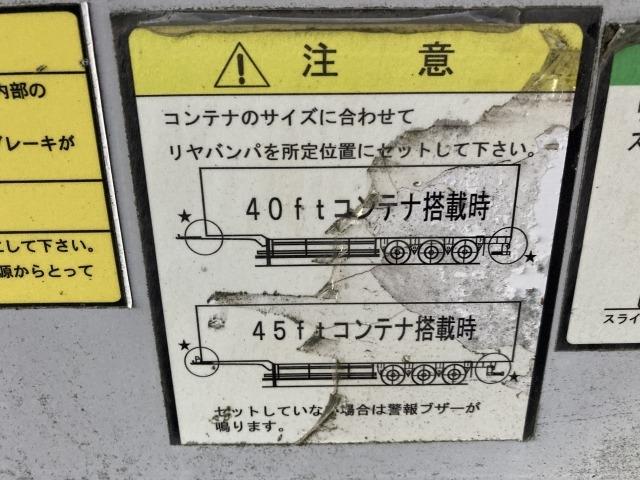 内部の
ブレーキが
にして下さい。
源からとって
注 意
コンテナのサイズに合わせて
リヤバンパを所定位置にセットして下さい。
★
40ftコンテナ搭載時
★
45ftコンテナ搭載時
★
★
セットしていな 場合は警報ブザーが
鳴ります。
スライ